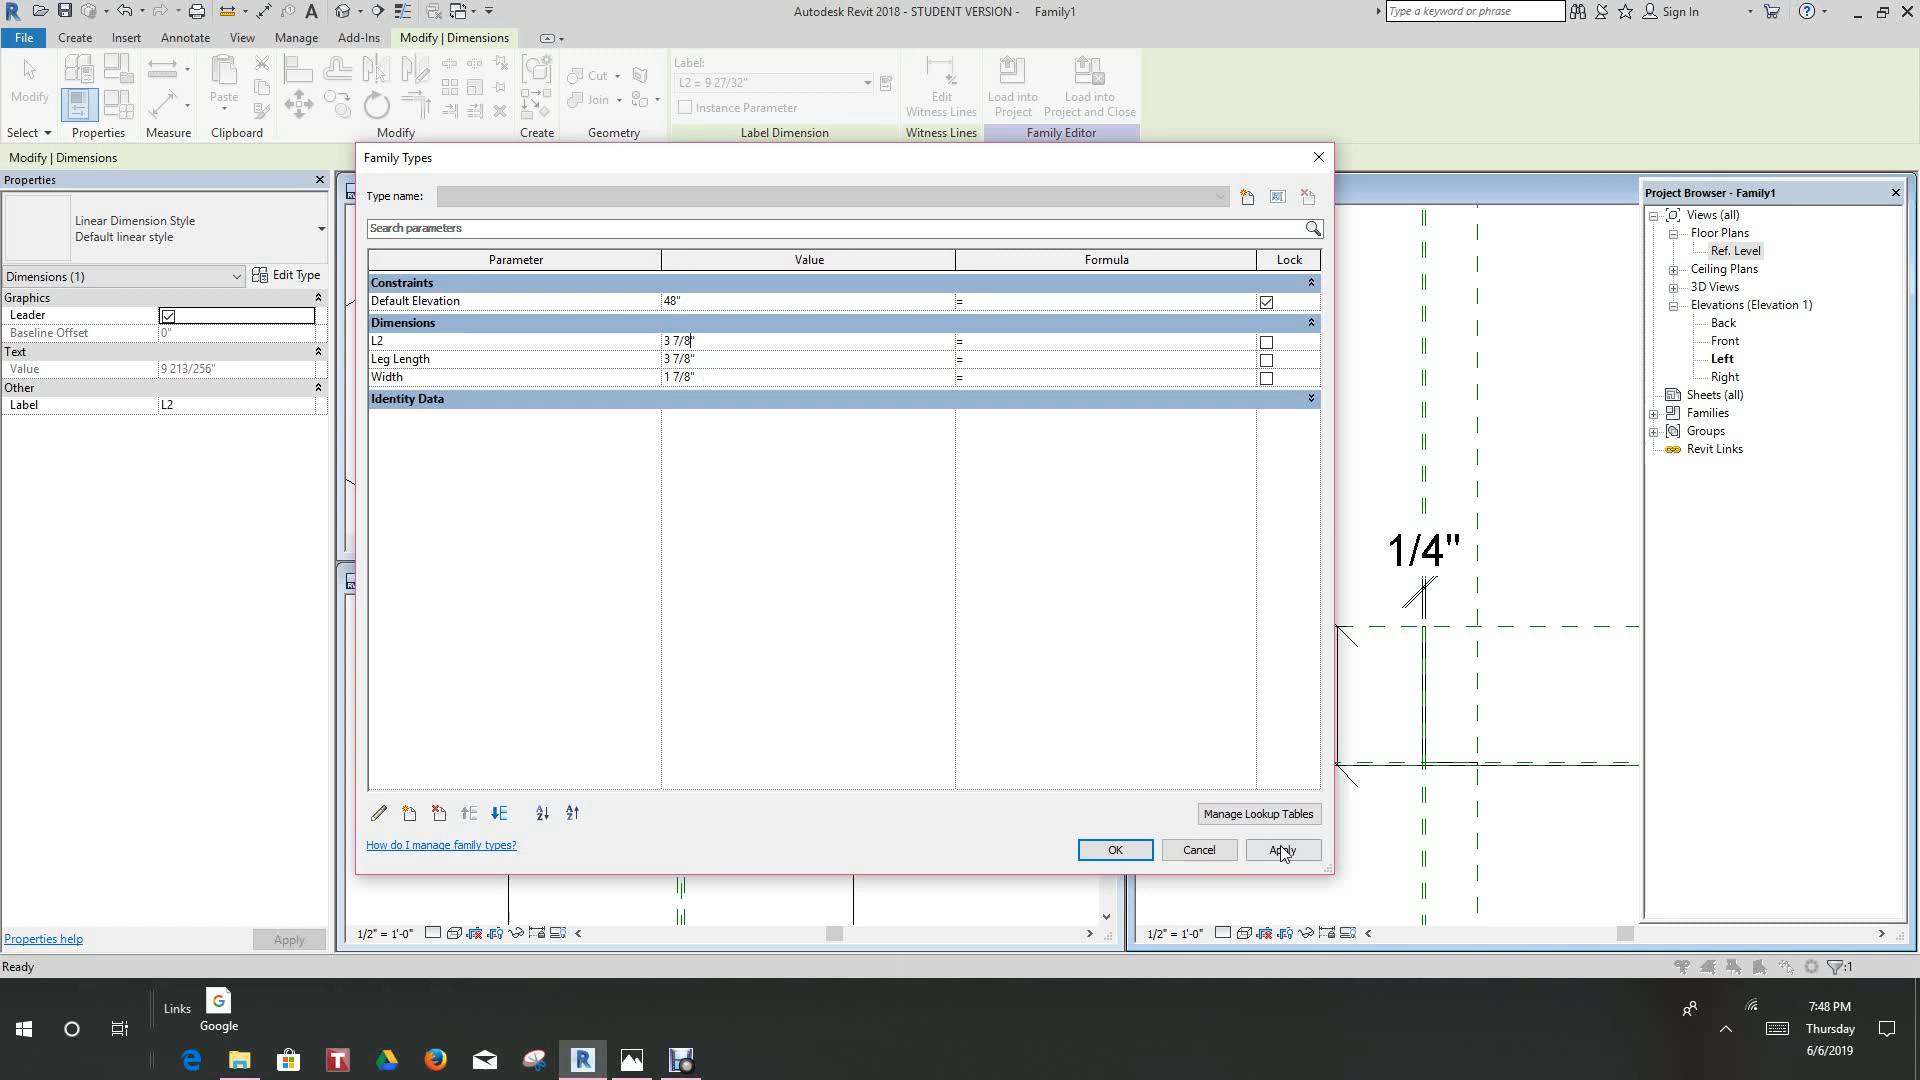 Autodesk Revit 2018 - STUDENT VERSION - Family1
Type a keyword or phrase
Sign In
File Create Insert Annotate View Manage Add-Ins Modify | Dimensions
Modify
Paste
Cut
Join
Label:
L2 = 9 27/32"
Instance Parameter
Edit
Witness Lines
Load into
Project
Load into
Project and Close
Select Properties Measure Clipboard Modify Create Geometry Label Dimension Witness Lines Family Editor
Modify | Dimensions
Properties
Linear Dimension Style
Default linear style
Dimensions (1)
Edit Type
Graphics
Leader
Baseline Offset 0"
Text
Value 9 213/256"
Other
Label L2
Properties help
Apply
Family Types
Type name:
Search parameters
Parameter Value Formula Lock
Constraints
Default Elevation 48" =
Dimensions
L2 3 7/8" =
Leg Length 3 7/8" =
Width 1 7/8" =
Identity Data
Manage Lookup Tables
How do I manage family types?
OK Cancel Apply
1/4"
Project Browser - Family1
Views (all)
Floor Plans
Ref. Level
Ceiling Plans
3D Views
Elevations (Elevation 1)
Back
Front
Left
Right
Sheets (all)
Families
Groups
Revit Links
1/2" = 1'-0"
1/2" = 1'-0"
Ready
:1
Links
Google
7:48 PM
Thursday
6/6/2019